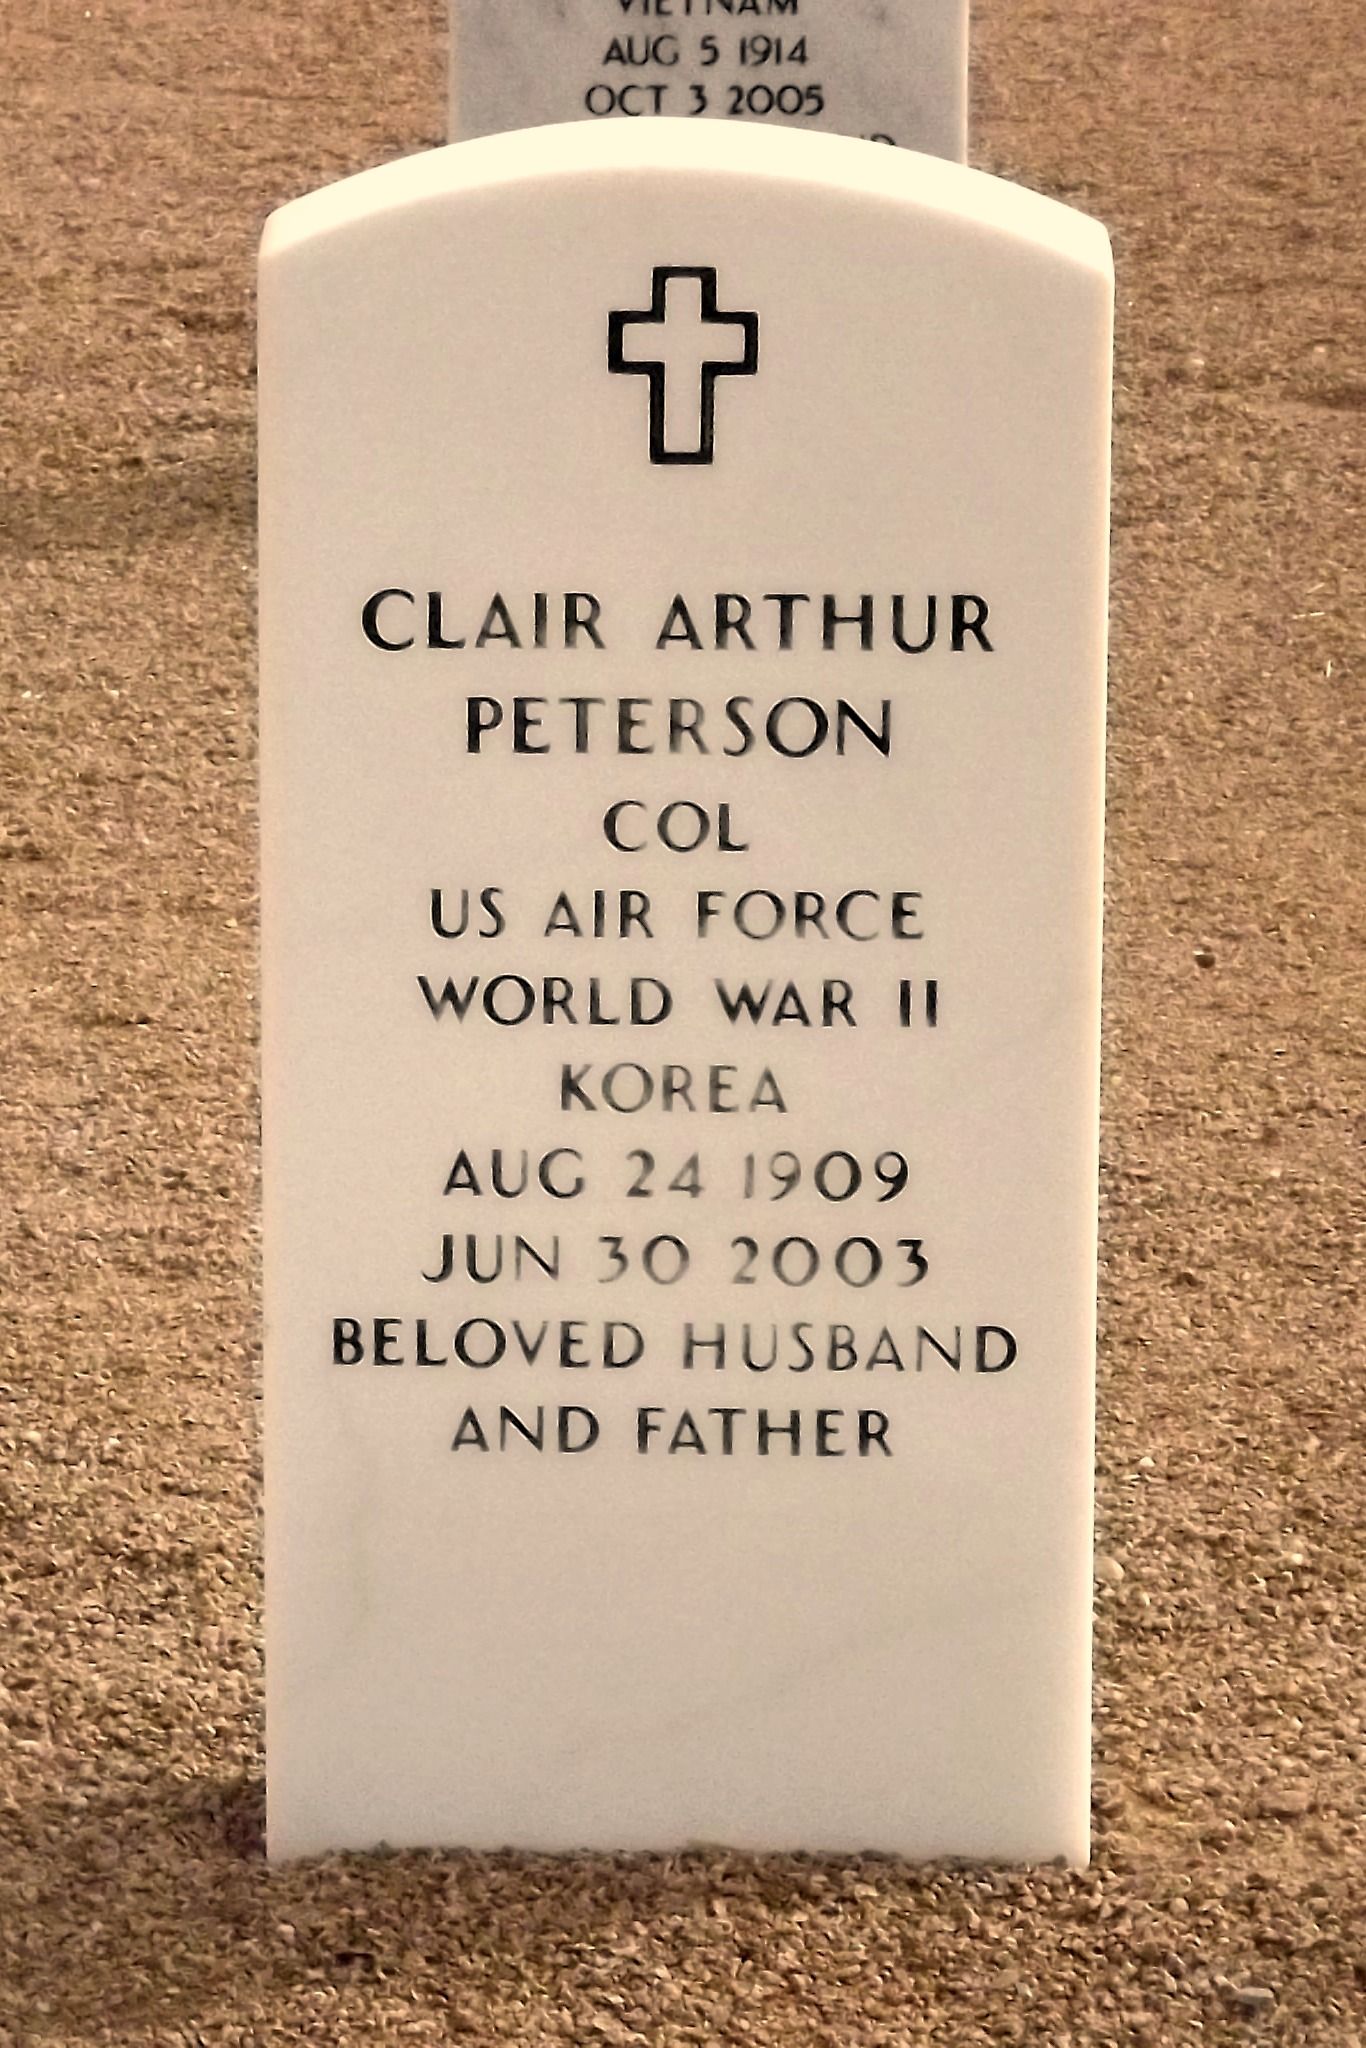 VIETNAM
AUG 5 1914
OCT 3 2005
CLAIR ARTHUR
PETERSON
COL
US AIR FORCE
WORLD WAR II
KOREA
AUG 24 1909
JUN 30 2003
BELOVED HUSBAND
AND FATHER